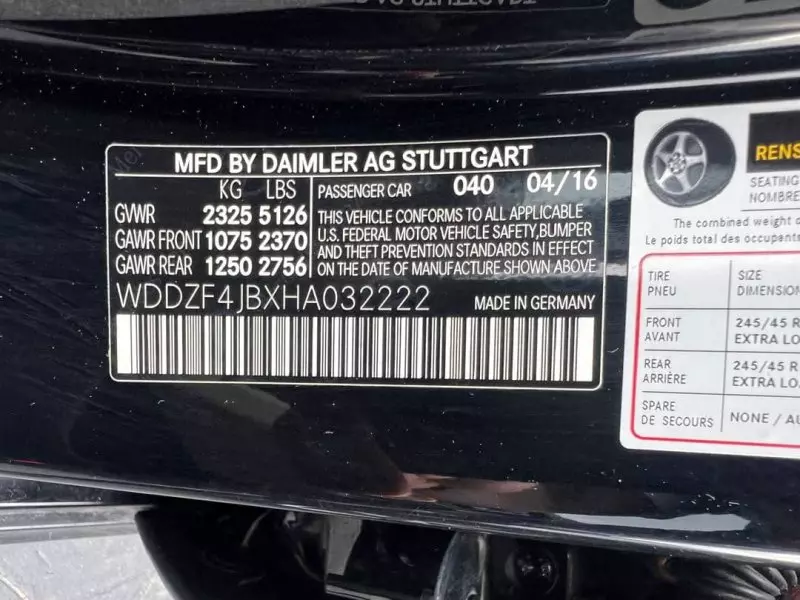 MFD BY DAIMLER AG STUTTGART
KG LBS
GVWR 2325 5126
GAWR FRONT 1075 2370
GAWR REAR 1250 2756
PASSENGER CAR 040 04/16
THIS VEHICLE CONFORMS TO ALL APPLICABLE
U.S. FEDERAL MOTOR VEHICLE SAFETY,BUMPER
AND THEFT PREVENTION STANDARDS IN EFFECT
ON THE DATE OF MANUFACTURE SHOWN ABOVE
WDDZF4JBXHA032222
MADE IN GERMANY
RENS
SEATING
NOMBRE
The combined weight o
Le poids total des occupants
TIRE
PNEU
SIZE
DIMENSION
FRONT
AVANT
245/45 R
EXTRA LO
REAR
ARRIÈRE
245/45 R
EXTRA LO
SPARE
DE SECOURS
NONE / AU